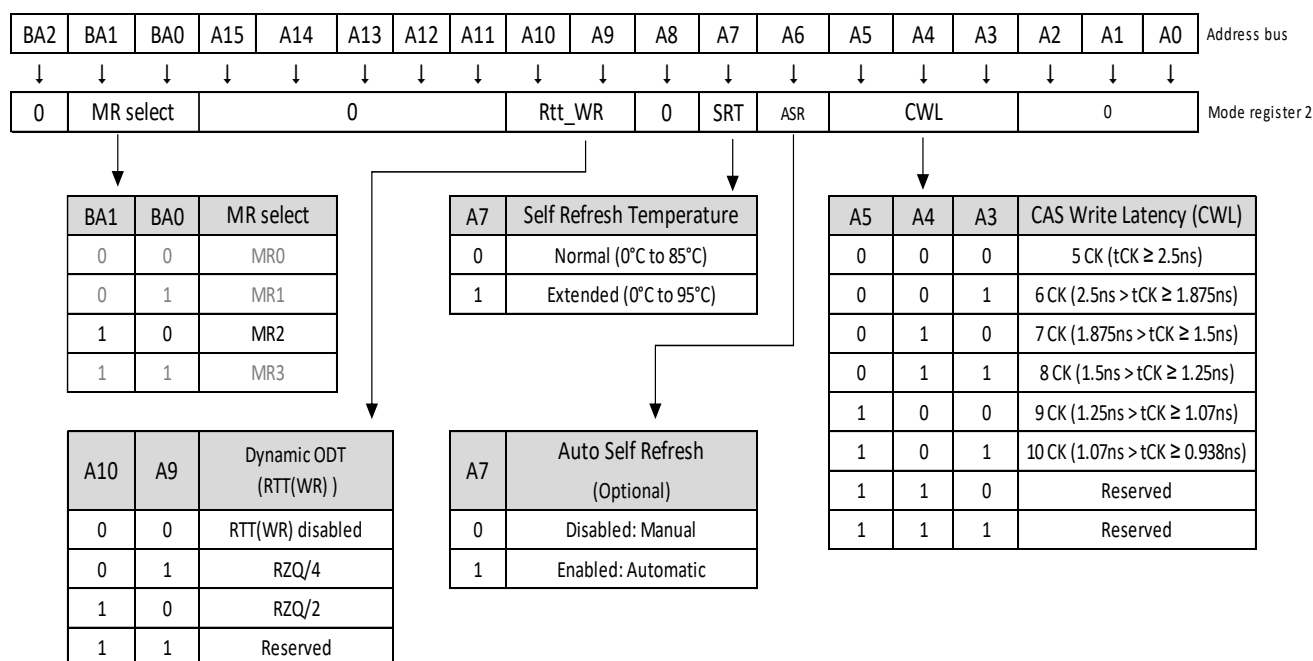 BA2 BA1 BA0 A15 A14 A13 A12 A11 A10 A9 A8 A7 A6 A5 A4 A3 A2 A1 A0 Address bus
0 MR select 0 Rtt_WR 0 SRT ASR CWL 0 Mode register 2
BA1 BA0 MR select
0 0 MR0
0 1 MR1
1 0 MR2
1 1 MR3
A7 Self Refresh Temperature
0 Normal (0°C to 85°C)
1 Extended (0°C to 95°C)
A5 A4 A3 CAS Write Latency (CWL)
0 0 0 5 CK (tCK ≥ 2.5ns)
0 0 1 6 CK (2.5ns > tCK ≥ 1.875ns)
0 1 0 7 CK (1.875ns > tCK ≥ 1.5ns)
0 1 1 8 CK (1.5ns > tCK ≥ 1.25ns)
1 0 0 9 CK (1.25ns > tCK ≥ 1.07ns)
1 0 1 10 CK (1.07ns > tCK ≥ 0.938ns)
1 1 0 Reserved
1 1 1 Reserved
A10 A9 Dynamic ODT
(RTT(WR) )
0 0 RTT(WR) disabled
0 1 RZQ/4
1 0 RZQ/2
1 1 Reserved
A7 Auto Self Refresh
(Optional)
0 Disabled: Manual
1 Enabled: Automatic